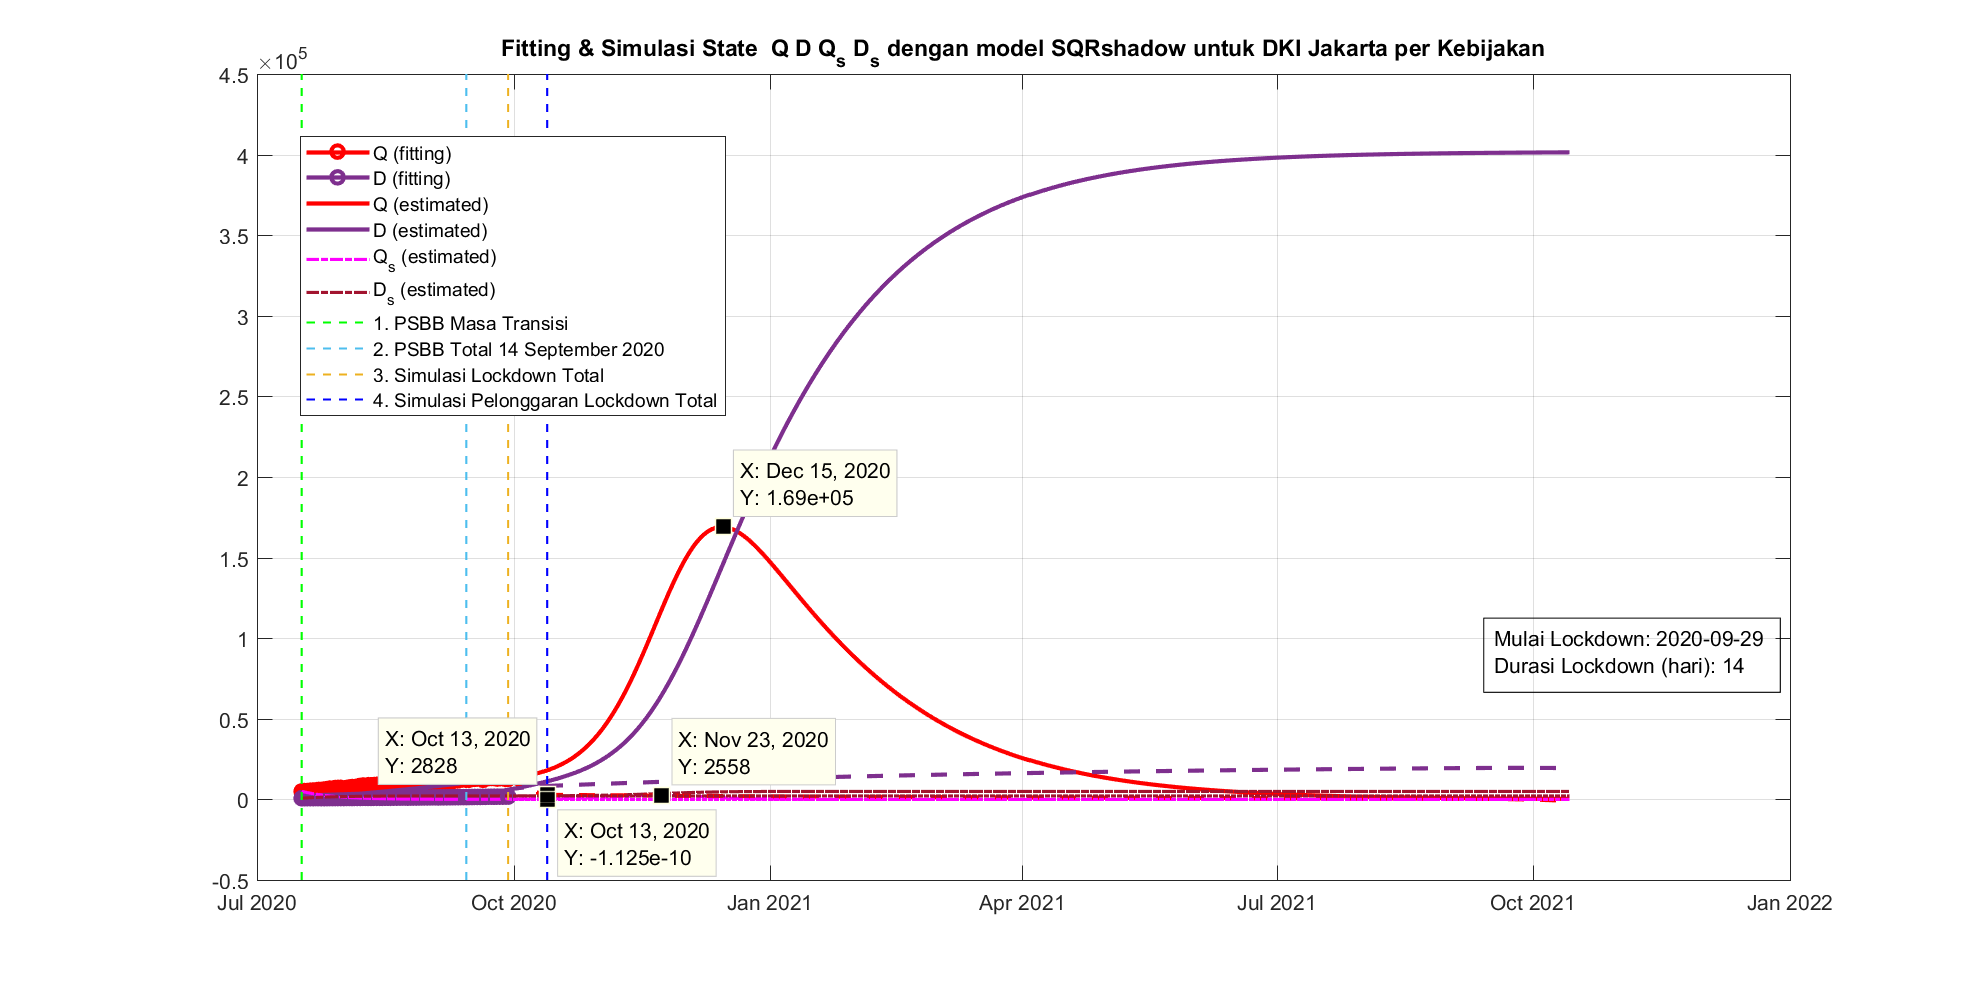 Fitting & Simulasi State Q D Qs Ds dengan model SQRshadow untuk DKI Jakarta per Kebijakan
×10^5
4.5
4
3.5
3
2.5
2
1.5
1
0.5
0
-0.5
Q (fitting)
D (fitting)
Q (estimated)
D (estimated)
Qs (estimated)
Ds (estimated)
1. PSBB Masa Transisi
2. PSBB Total 14 September 2020
3. Simulasi Lockdown Total
4. Simulasi Pelonggaran Lockdown Total
X: Dec 15, 2020
Y: 1.69e+05
Mulai Lockdown: 2020-09-29
Durasi Lockdown (hari): 14
X: Oct 13, 2020
Y: 2828
X: Nov 23, 2020
Y: 2558
X: Oct 13, 2020
Y: -1.125e-10
Jul 2020
Oct 2020
Jan 2021
Apr 2021
Jul 2021
Oct 2021
Jan 2022